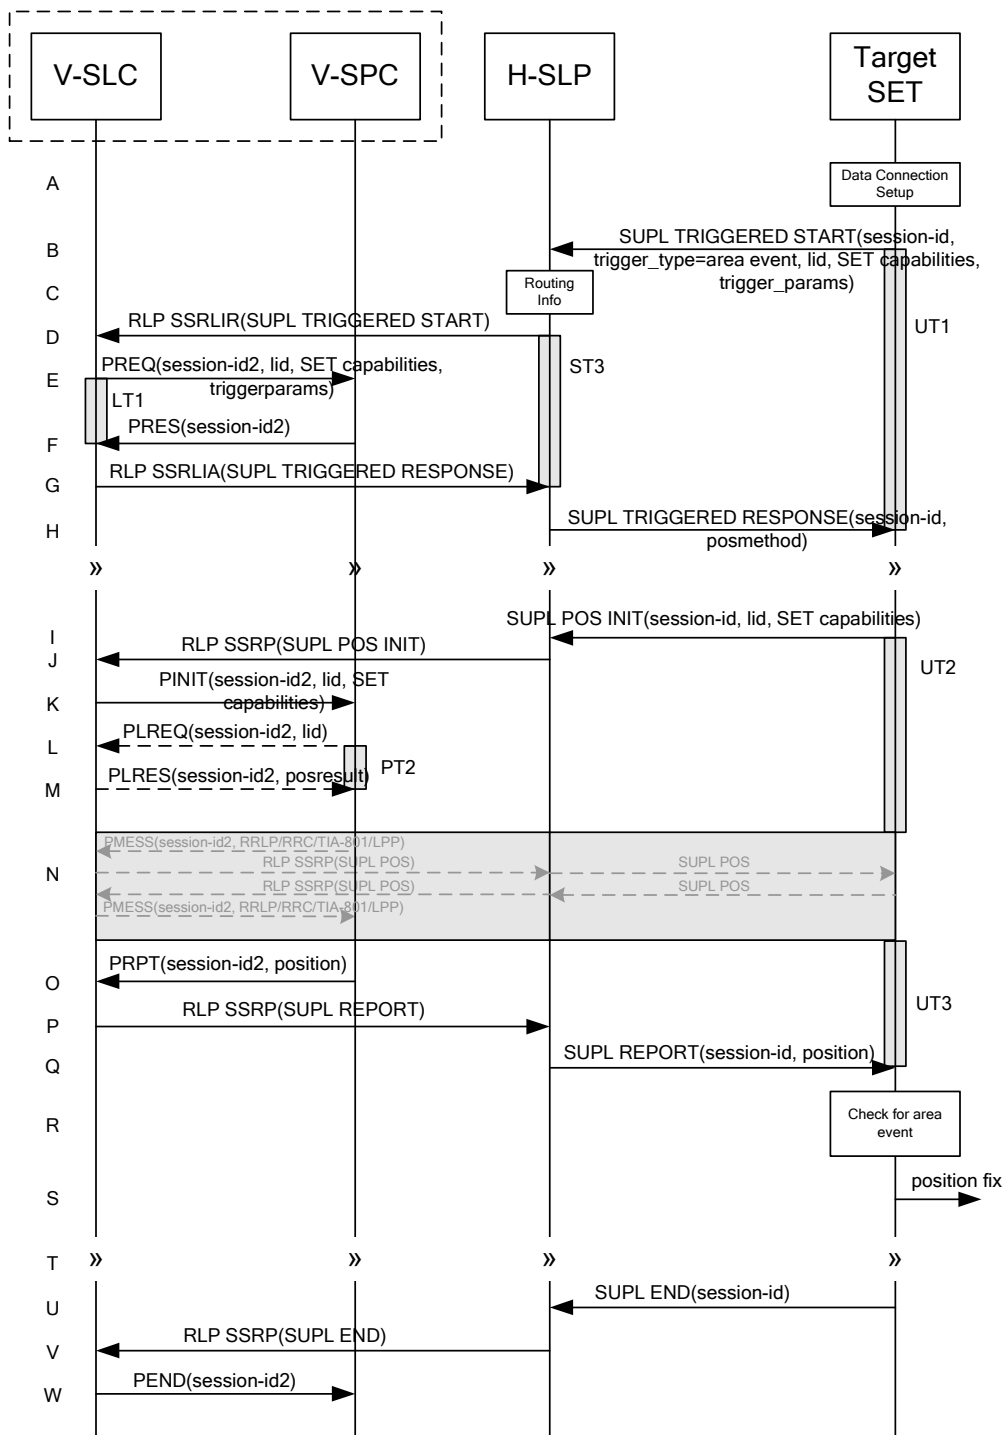 V-SLC
V-SPC
H-SLP
Target
SET
A
Data Connection
Setup
B
SUPL TRIGGERED START(session-id,
trigger_type=area event, lid, SET capabilities,
trigger_params)
C
Routing
Info
UT1
D
RLP SSRLIR(SUPL TRIGGERED START)
ST3
E
PREQ(session-id2, lid, SET capabilities,
triggerparams)
LT1
F
PRES(session-id2)
G
RLP SSRLIA(SUPL TRIGGERED RESPONSE)
H
SUPL TRIGGERED RESPONSE(session-id,
posmethod)
» » » »
I
SUPL POS INIT(session-id, lid, SET capabilities)
J
RLP SSRP(SUPL POS INIT)
UT2
K
PINIT(session-id2, lid, SET
capabilities)
L
PLREQ(session-id2, lid)
PT2
M
PLRES(session-id2, posresult)
PMESS(session-id2, RRLP/RRC/TIA-801/LPP)
N
RLP SSRP(SUPL POS)
SUPL POS
RLP SSRP(SUPL POS)
SUPL POS
PMESS(session-id2, RRLP/RRC/TIA-801/LPP)
O
PRPT(session-id2, position)
UT3
P
RLP SSRP(SUPL REPORT)
Q
SUPL REPORT(session-id, position)
R
Check for area
event
S
position fix
T
» » » »
U
SUPL END(session-id)
V
RLP SSRP(SUPL END)
W
PEND(session-id2)